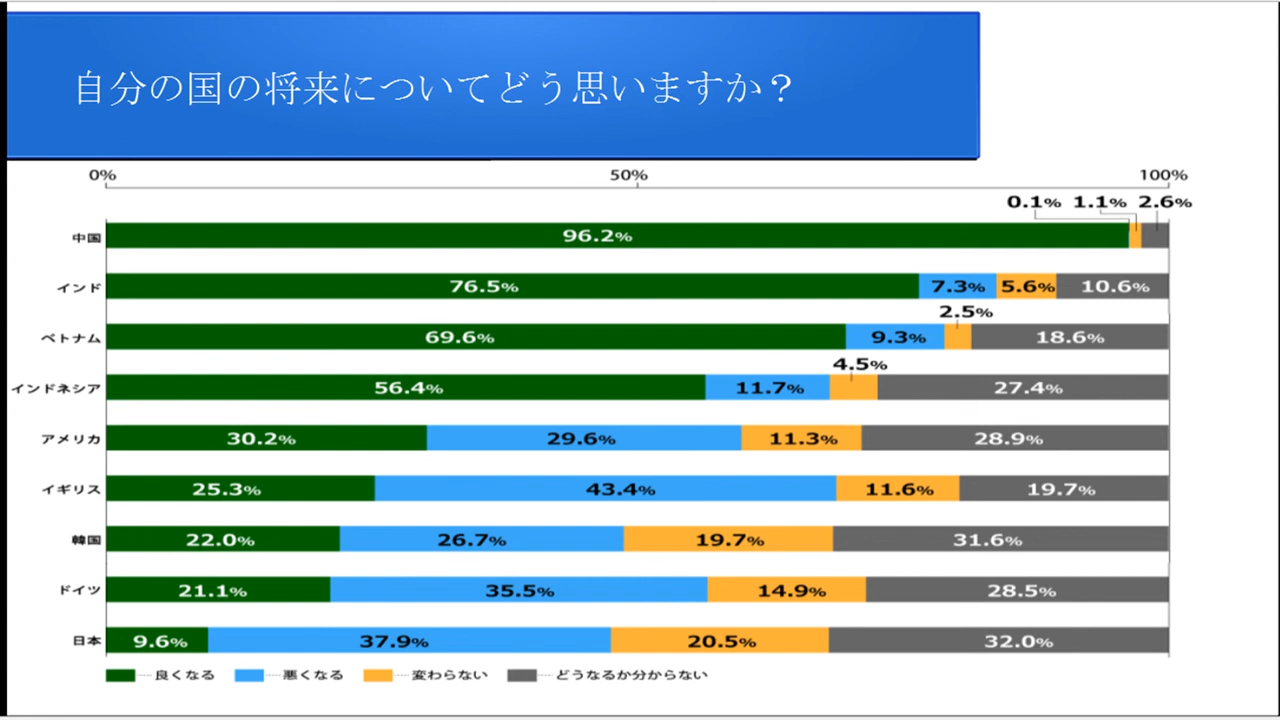 自分の国の将来についてどう思いますか？
0% 50% 100%
0.1% 1.1% 2.6%
中国 96.2%
インド 76.5% 7.3% 5.6% 10.6%
2.5%
ベトナム 69.6% 9.3% 18.6%
4.5%
インドネシア 56.4% 11.7% 27.4%
アメリカ 30.2% 29.6% 11.3% 28.9%
イギリス 25.3% 43.4% 11.6% 19.7%
韓国 22.0% 26.7% 19.7% 31.6%
ドイツ 21.1% 35.5% 14.9% 28.5%
日本 9.6% 37.9% 20.5% 32.0%
良くなる 悪くなる 変わらない どうなるか分からない